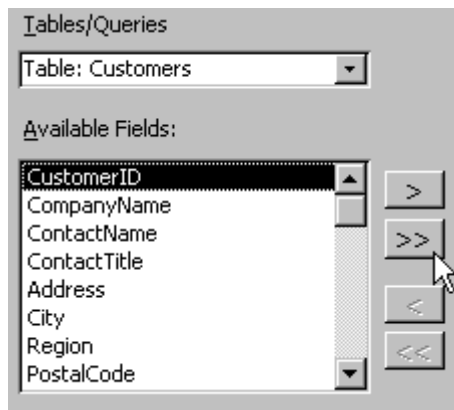 Tables/Queries
Table: Customers
Available Fields:
CustomerID
CompanyName
ContactName
ContactTitle
Address
City
Region
PostalCode
>
>>
<
<<